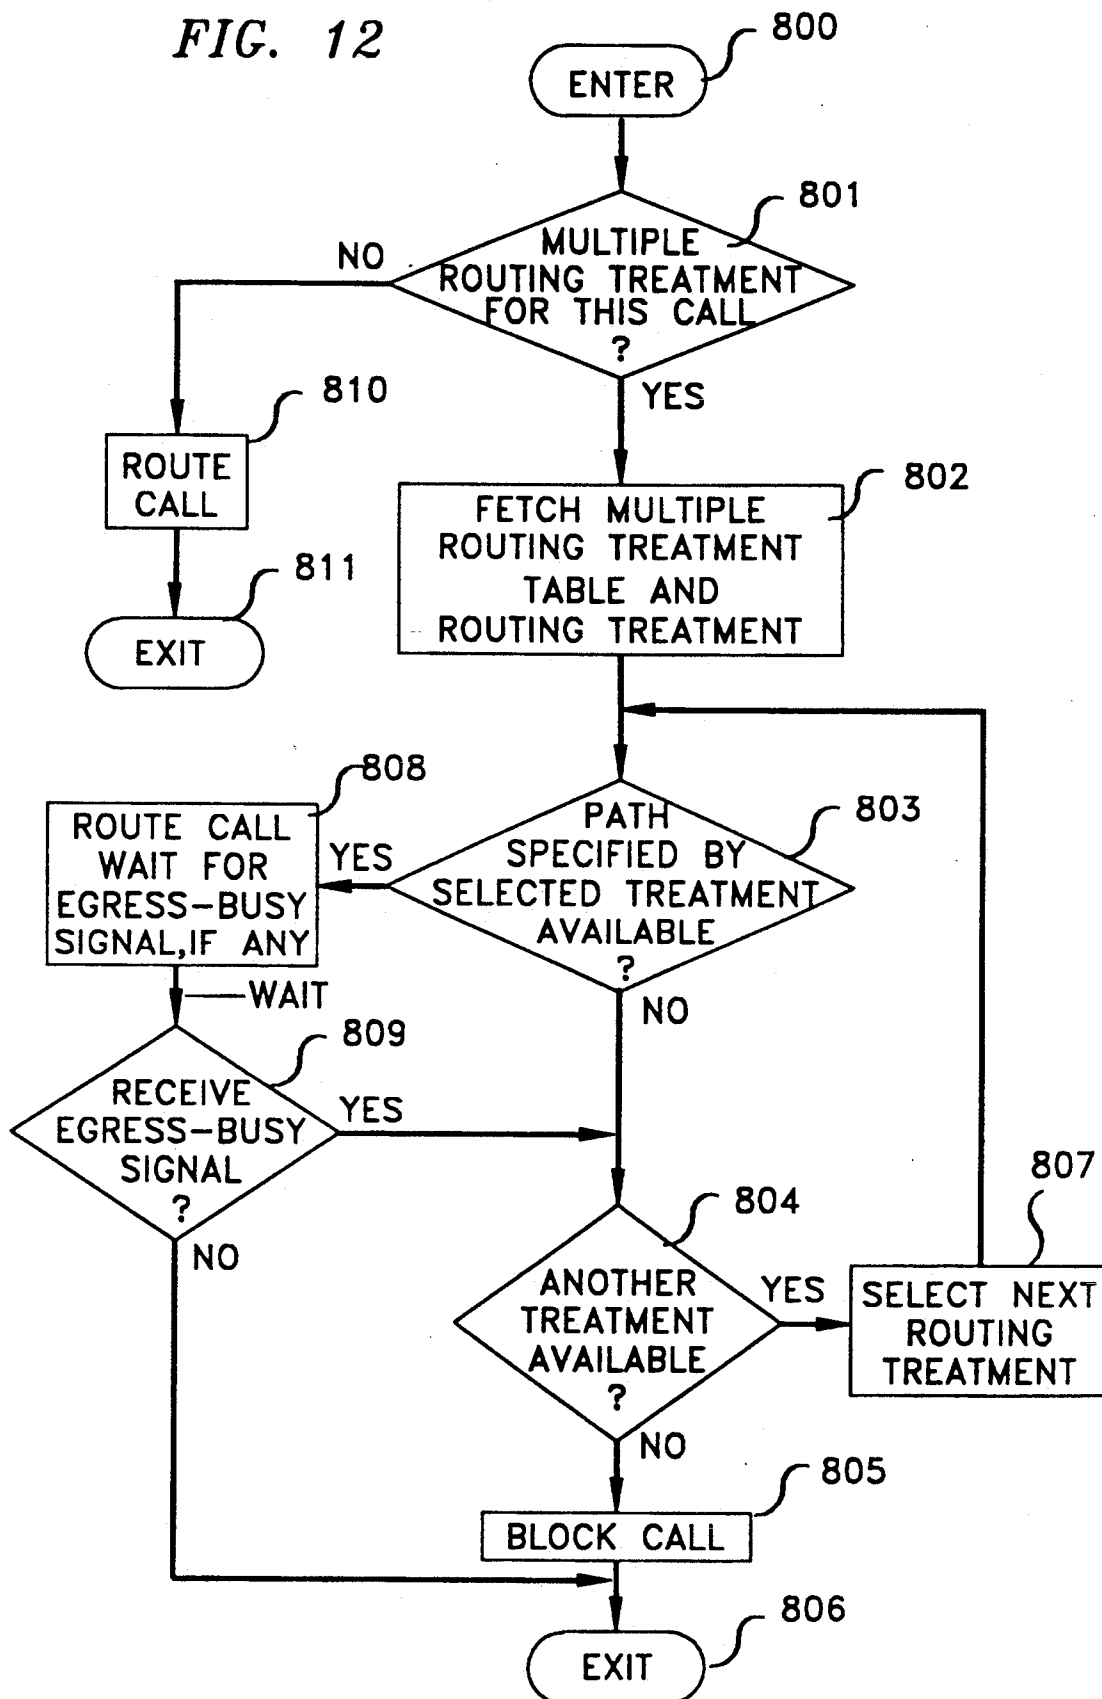 FIG. 12
800
ENTER
801
MULTIPLE
ROUTING TREATMENT
FOR THIS CALL
?
NO
YES
810
ROUTE
CALL
811
EXIT
802
FETCH MULTIPLE
ROUTING TREATMENT
TABLE AND
ROUTING TREATMENT
803
PATH
SPECIFIED BY
SELECTED TREATMENT
AVAILABLE
?
YES
NO
808
ROUTE CALL
WAIT FOR
EGRESS-BUSY
SIGNAL,IF ANY
WAIT
809
RECEIVE
EGRESS-BUSY
SIGNAL
?
YES
NO
804
ANOTHER
TREATMENT
AVAILABLE
?
YES
NO
807
SELECT NEXT
ROUTING
TREATMENT
805
BLOCK CALL
806
EXIT